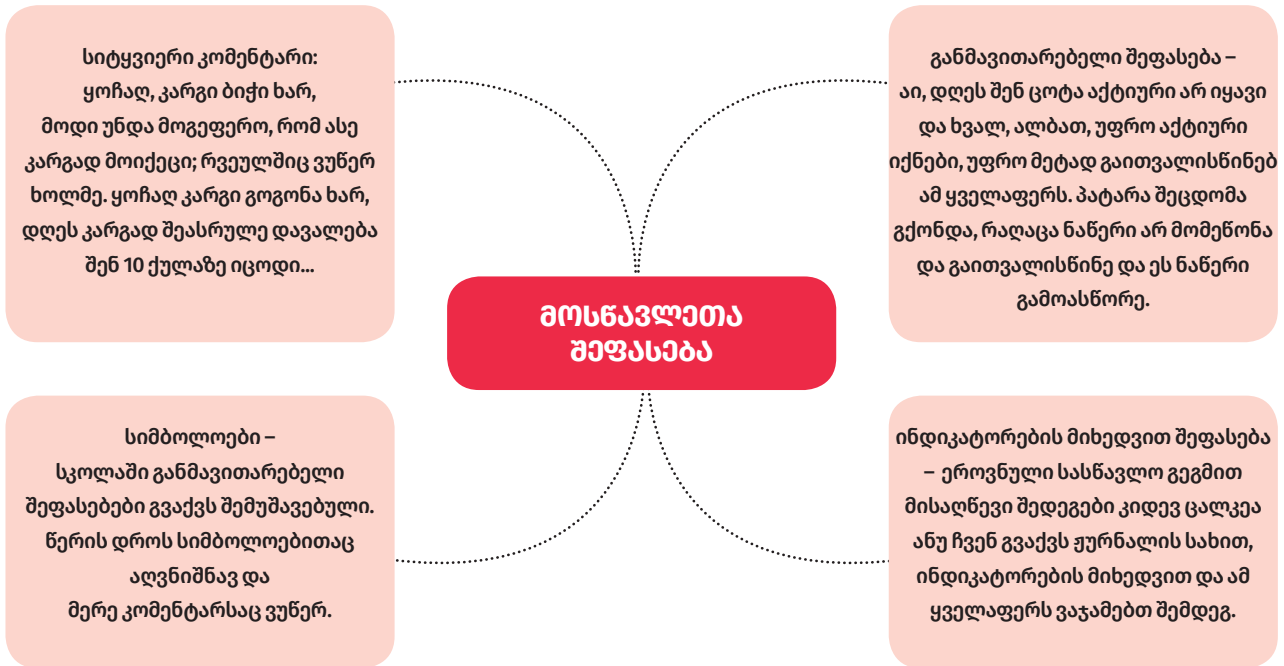 სიტყვიერი კომენტარი:
ყოჩაღ, კარგი ბიჭი ხარ,
მოდი უნდა მოგეფერო, რომ ასე
კარგად მოიქეცი; რვეულშიც ვუწერ
ხოლმე. ყოჩაღ კარგი გოგონა ხარ,
დღეს კარგად შეასრულე დავალება
შენ 10 ქულაზე იცოდი...
განმავითარებელი შეფასება –
აი, დღეს შენ ცოტა აქტიური არ იყავი
და ხვალ, ალბათ, უფრო აქტიური
იქნები, უფრო მეტად გაითვალისწინებ
ამ ყველაფერს. პატარა შეცდომა
გქონდა, რაღაცა ნაწერი არ მომეწონა
და გაითვალისწინე და ეს ნაწერი
გამოასწორე.
მოსწავლეთა
შეფასება
სიმბოლოები –
სკოლაში განმავითარებელი
შეფასებები გვაქვს შემუშავებული.
წერის დროს სიმბოლოებითაც
აღვნიშნავ და
მერე კომენტარსაც ვუწერ.
ინდიკატორების მიხედვით შეფასება
– ეროვნული სასწავლო გეგმით
მისაღწევი შედეგები კიდევ ცალკეა
ანუ ჩვენ გვაქვს ჟურნალის სახით,
ინდიკატორების მიხედვით და ამ
ყველაფერს ვაჯამებთ შემდეგ.